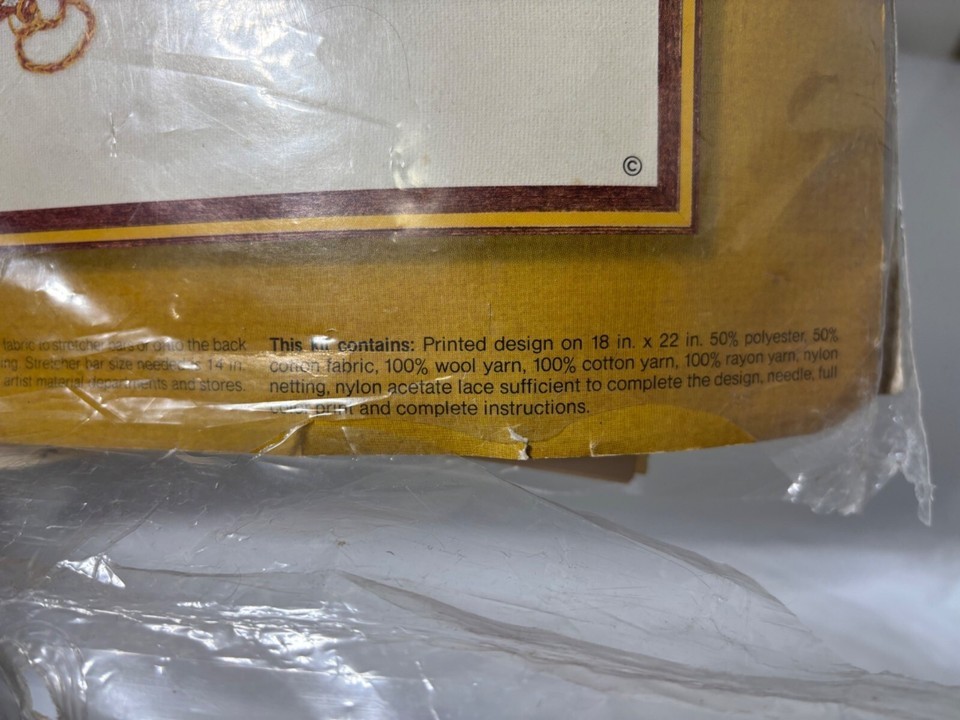 ©
fabric to stretcher bars or onto the back
ing. Stretcher bar size needed is 14 in.
artist material departments and stores.
This kit contains: Printed design on 18 in. x 22 in. 50% polyester, 50%
cotton fabric, 100% wool yarn, 100% cotton yarn, 100% rayon yarn, nylon
netting, nylon acetate lace sufficient to complete the design, needle, full
color print and complete instructions.